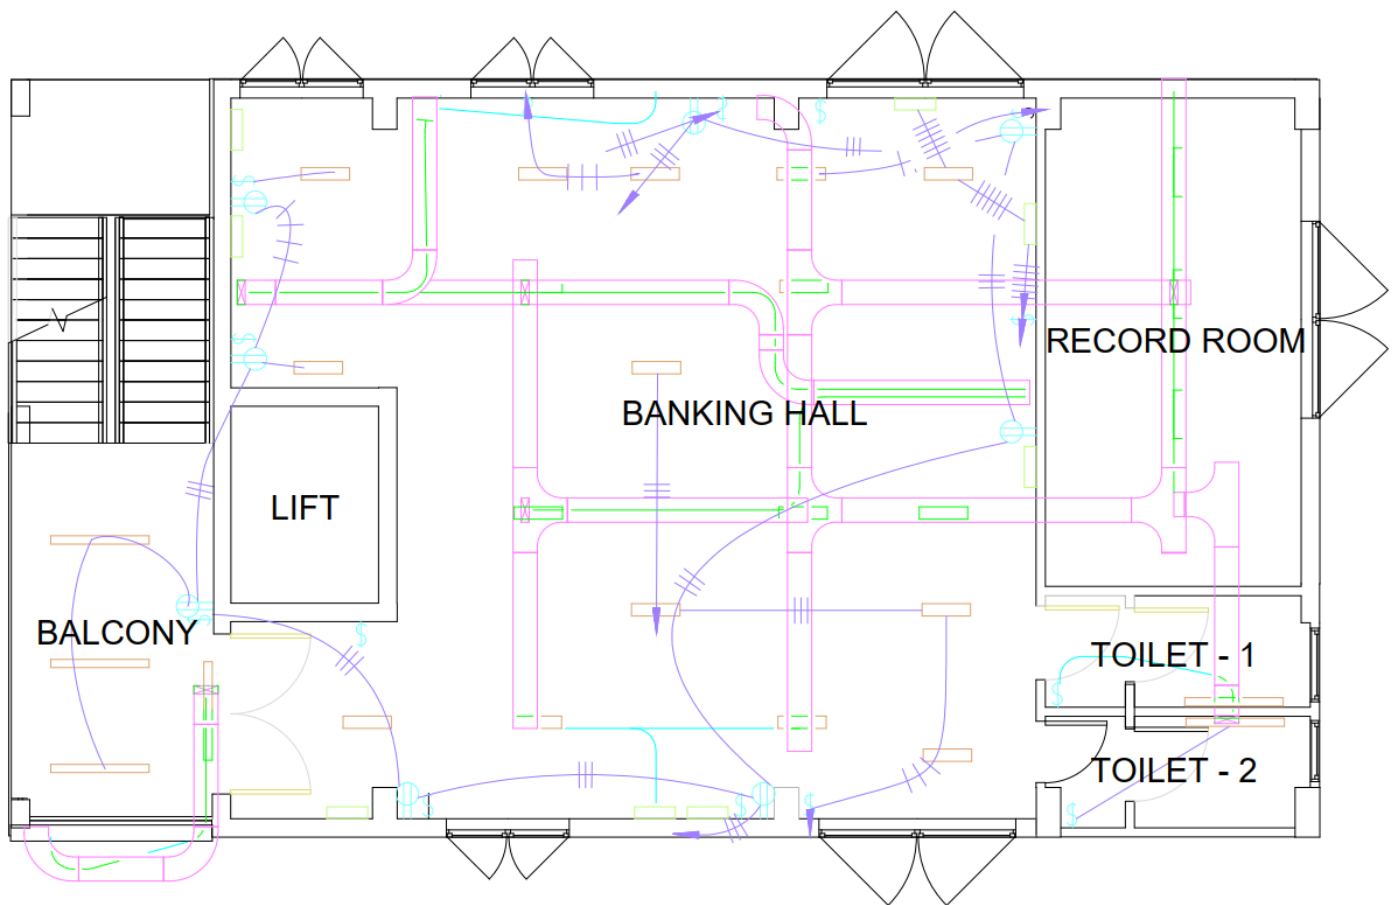 RECORD ROOM
BANKING HALL
LIFT
BALCONY
TOILET - 1
TOILET - 2